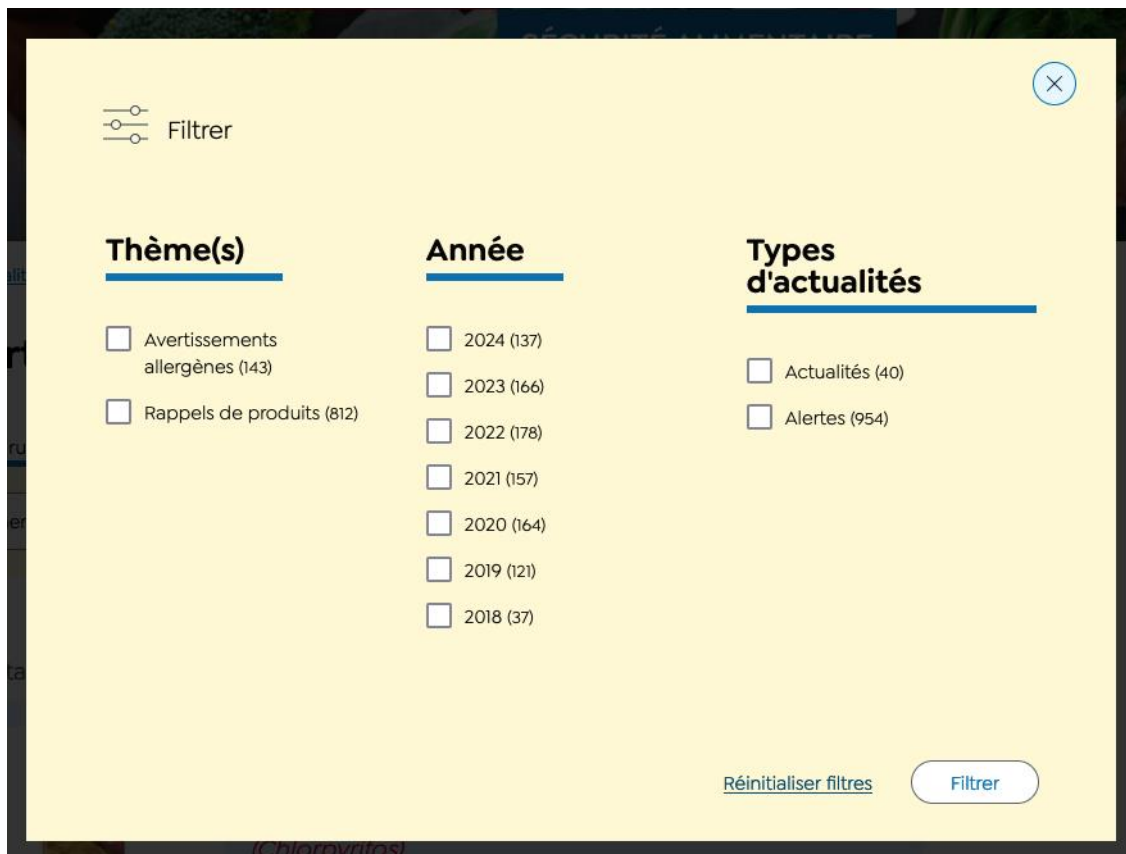 Filtrer
Thème(s)
Avertissements
allergènes (143)
Rappels de produits (812)
Année
2024 (137)
2023 (166)
2022 (178)
2021 (157)
2020 (164)
2019 (121)
2018 (37)
Types
d'actualités
Actualités (40)
Alertes (954)
Réinitialiser filtres
Filtrer
(Chlorpyrifos)